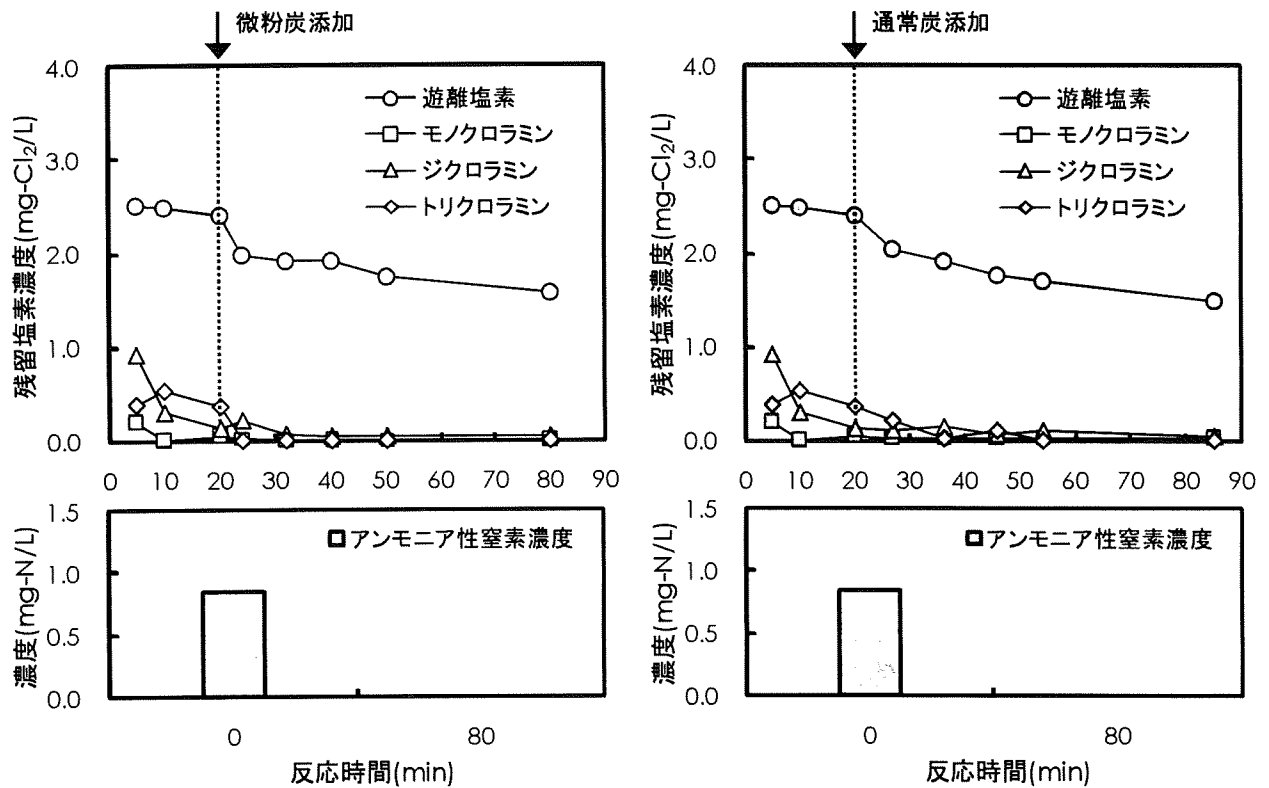 微粉炭添加
4.0
3.0
2.0
1.0
0.0
残留塩素濃度(mg-Cl₂/L)
遊離塩素
モノクロラミン
ジクロラミン
トリクロラミン
0 10 20 30 40 50 60 70 80 90
1.5
1.0
0.5
0.0
濃度(mg-N/L)
アンモニア性窒素濃度
0 80
反応時間(min)
通常炭添加
4.0
3.0
2.0
1.0
0.0
残留塩素濃度(mg-Cl₂/L)
遊離塩素
モノクロラミン
ジクロラミン
トリクロラミン
0 10 20 30 40 50 60 70 80 90
1.5
1.0
0.5
0.0
濃度(mg-N/L)
アンモニア性窒素濃度
0 80
反応時間(min)